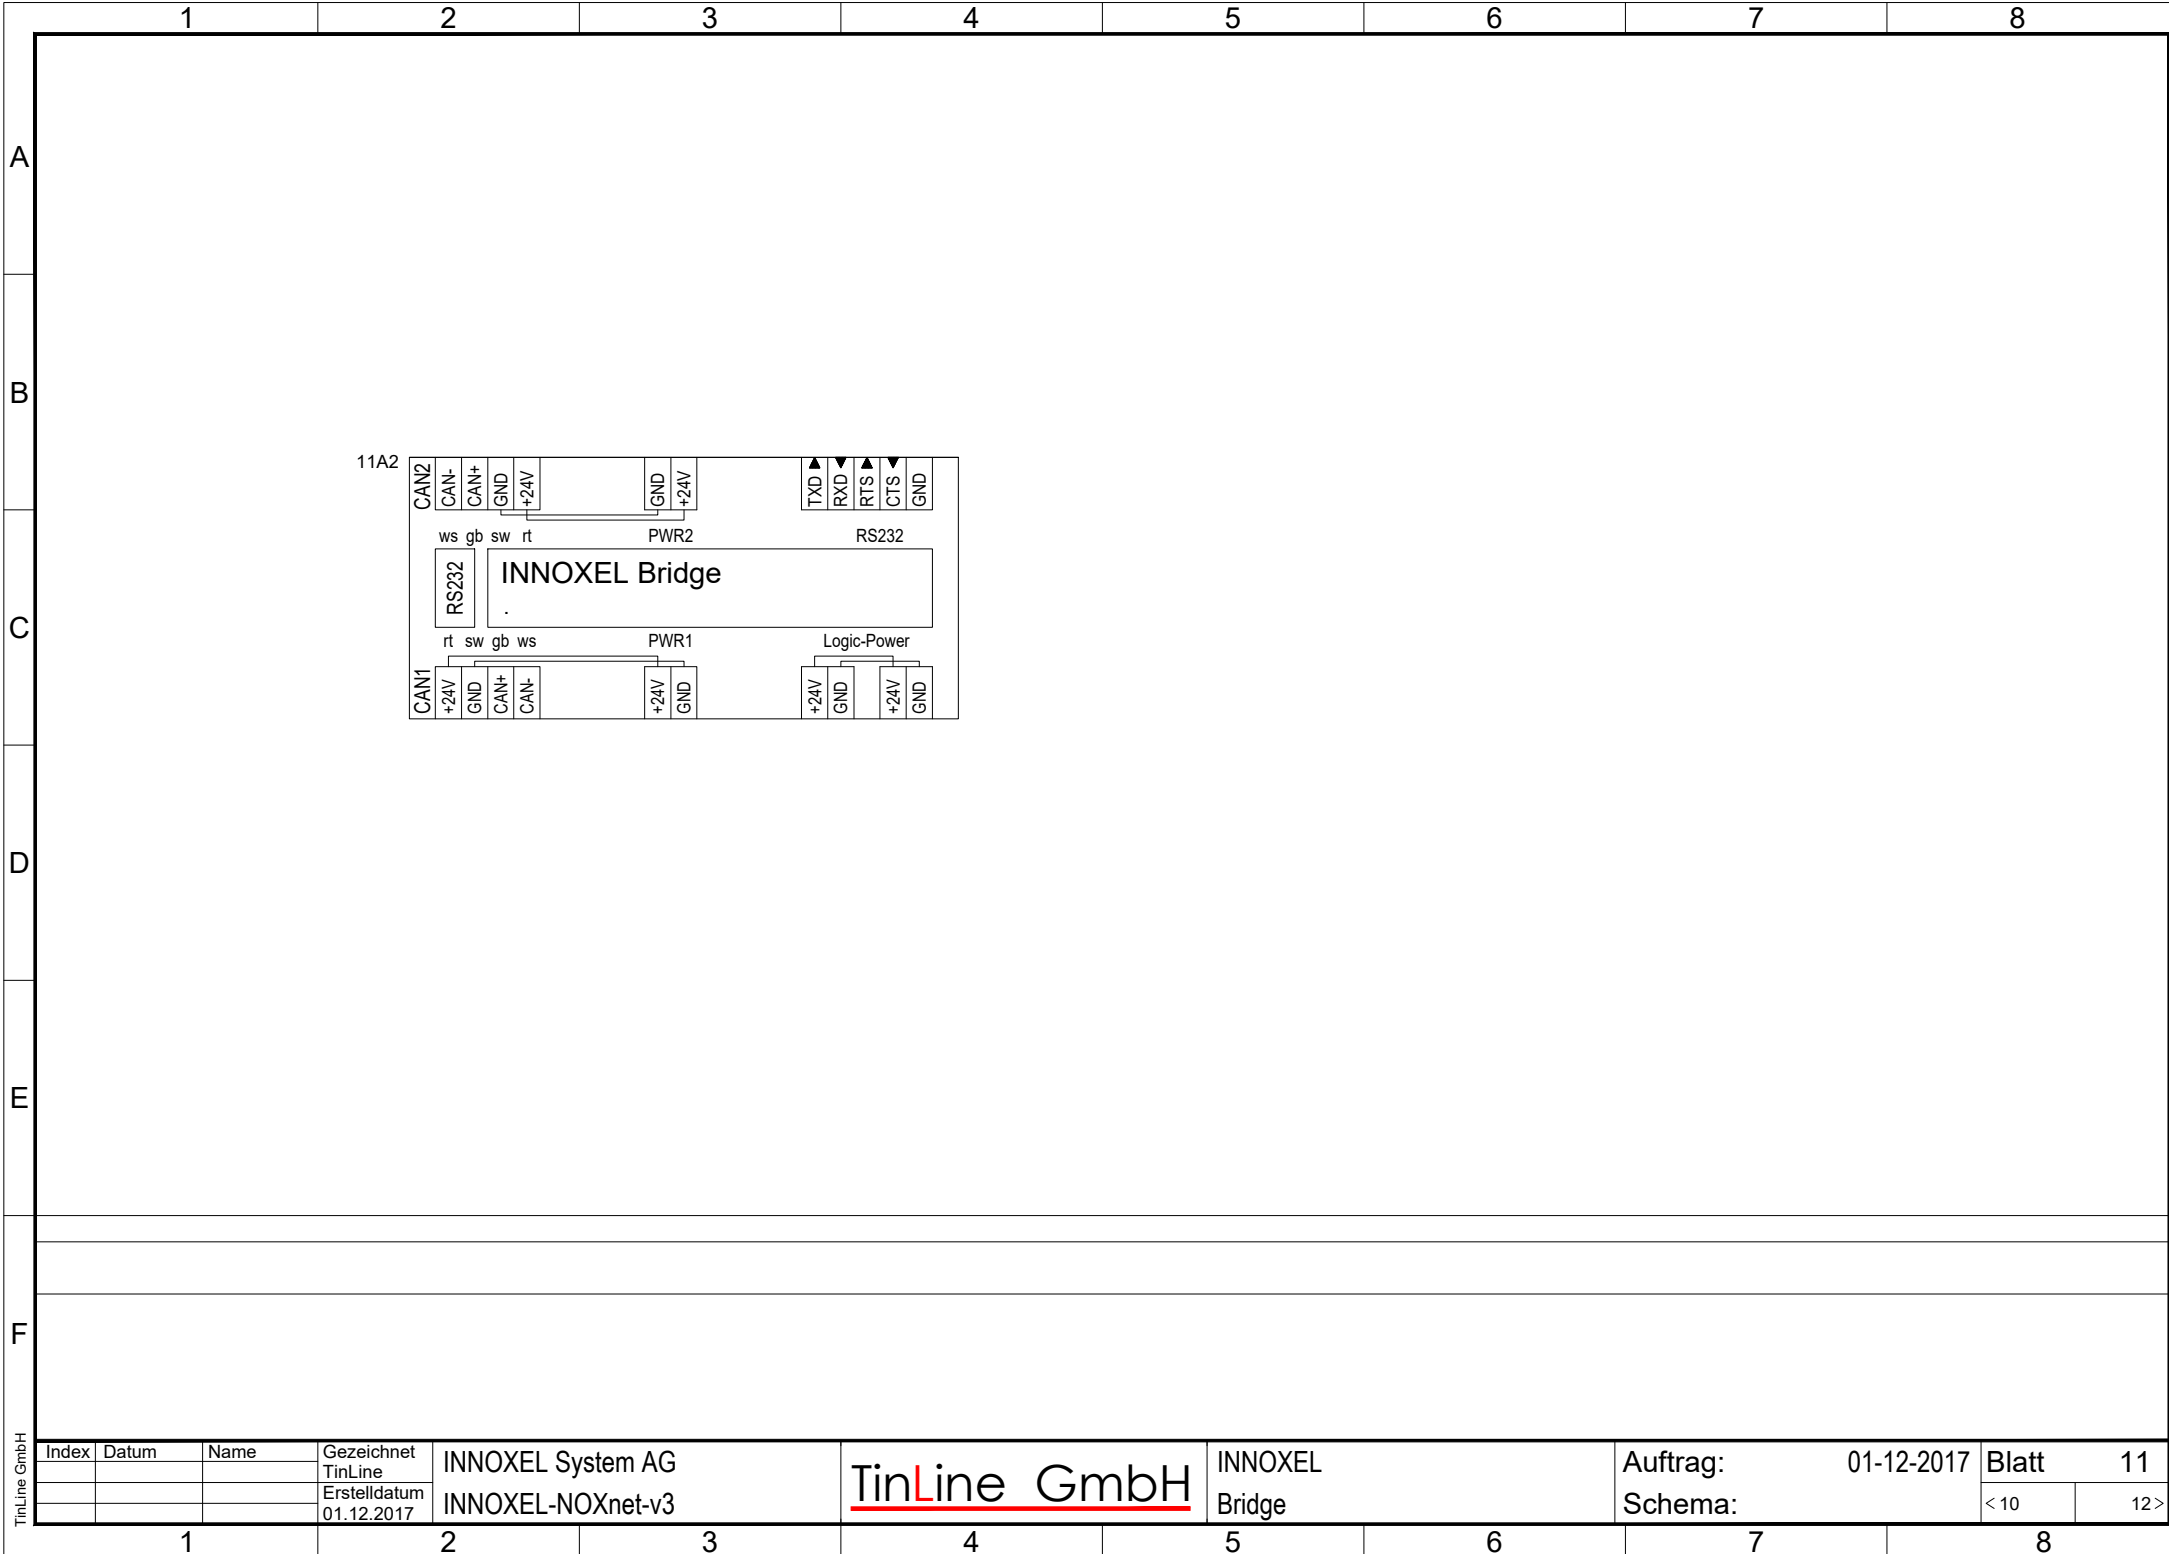 1 2 3 4 5 6 7 8
A
B
C
D
E
F
11A2
CAN2 CAN- CAN+ GND +24V GND +24V TXD RXD RTS CTS GND
ws gb sw rt PWR2 RS232
RS232
INNOXEL Bridge
.
rt sw gb ws PWR1 Logic-Power
CAN1 +24V GND CAN+ CAN- +24V GND +24V GND +24V GND
TinLine GmbH
Index Datum Name
Gezeichnet
TinLine
Erstelldatum
01.12.2017
INNOXEL System AG
INNOXEL-NOXnet-v3
TinLine GmbH
INNOXEL
Bridge
Auftrag: 01-12-2017
Schema:
Blatt 11
< 10 12 >
1 2 3 4 5 6 7 8